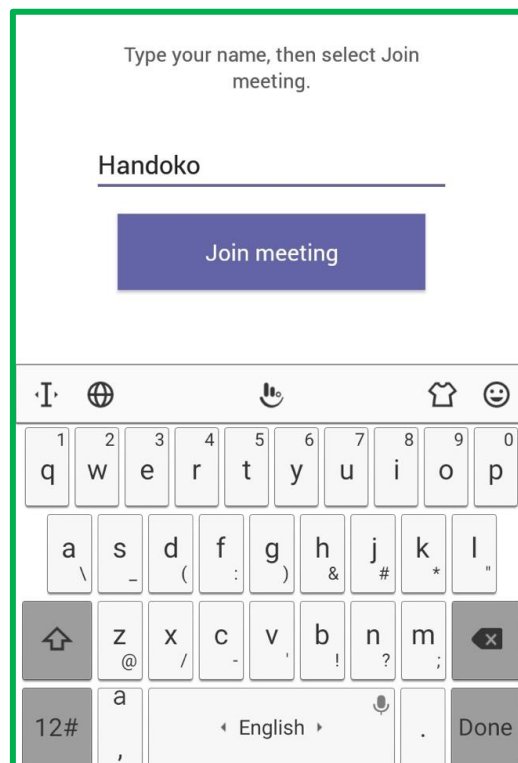 Type your name, then select Join
meeting.
Handoko
Join meeting
1 2 3 4 5 6 7 8 9 0
q w e r t y u i o p
a s d f g h j k l
\ _ ( : ) & # * "
z x c v b n m
@ / - ' ! ? ;
12# a , English . Done